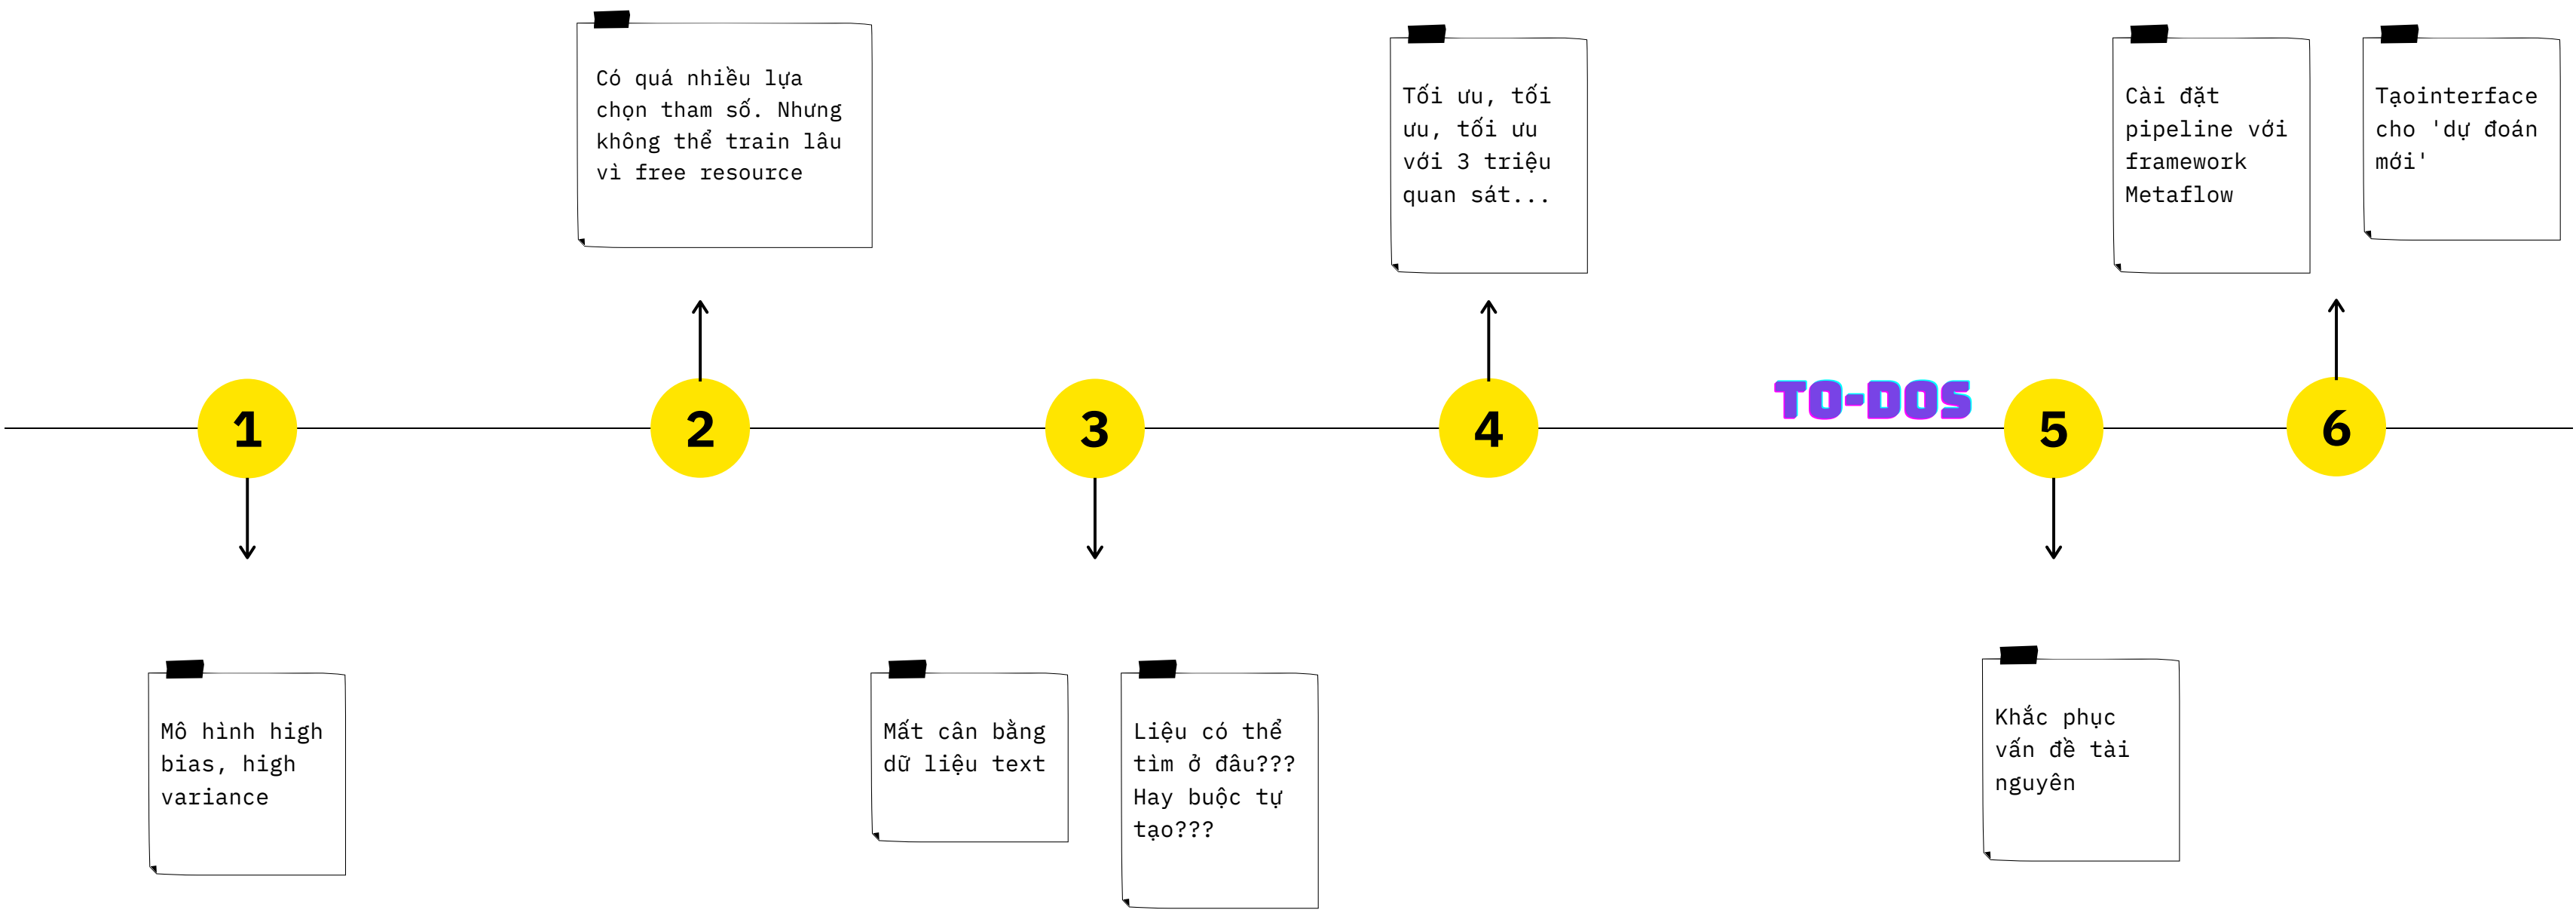 Có quá nhiều lựa
chọn tham số. Nhưng
không thể train lâu
vì free resource
Tối ưu, tối
ưu, tối ưu
với 3 triệu
quan sát...
Cài đặt
pipeline với
framework
Metaflow
Tạointerface
cho 'dự đoán
mới'
TO-DOS
1
2
3
4
5
6
Mô hình high
bias, high
variance
Mất cân bằng
dữ liệu text
Liệu có thể
tìm ở đâu???
Hay buộc tự
tạo???
Khắc phục
vấn đề tài
nguyên